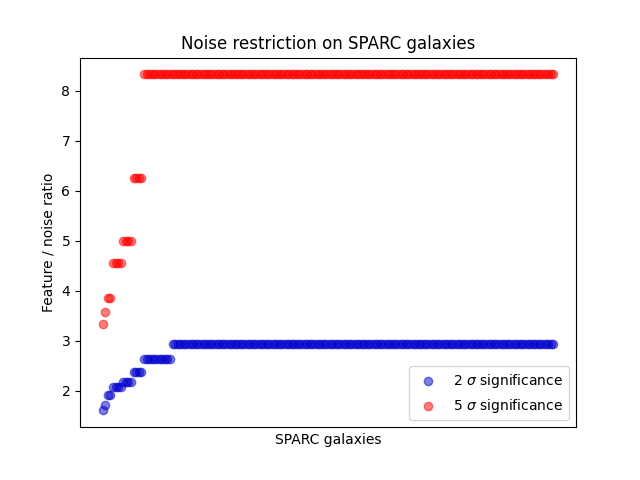 Noise restriction on SPARC galaxies
Feature / noise ratio
8
7
6
5
4
3
2
2 σ significance
5 σ significance
SPARC galaxies